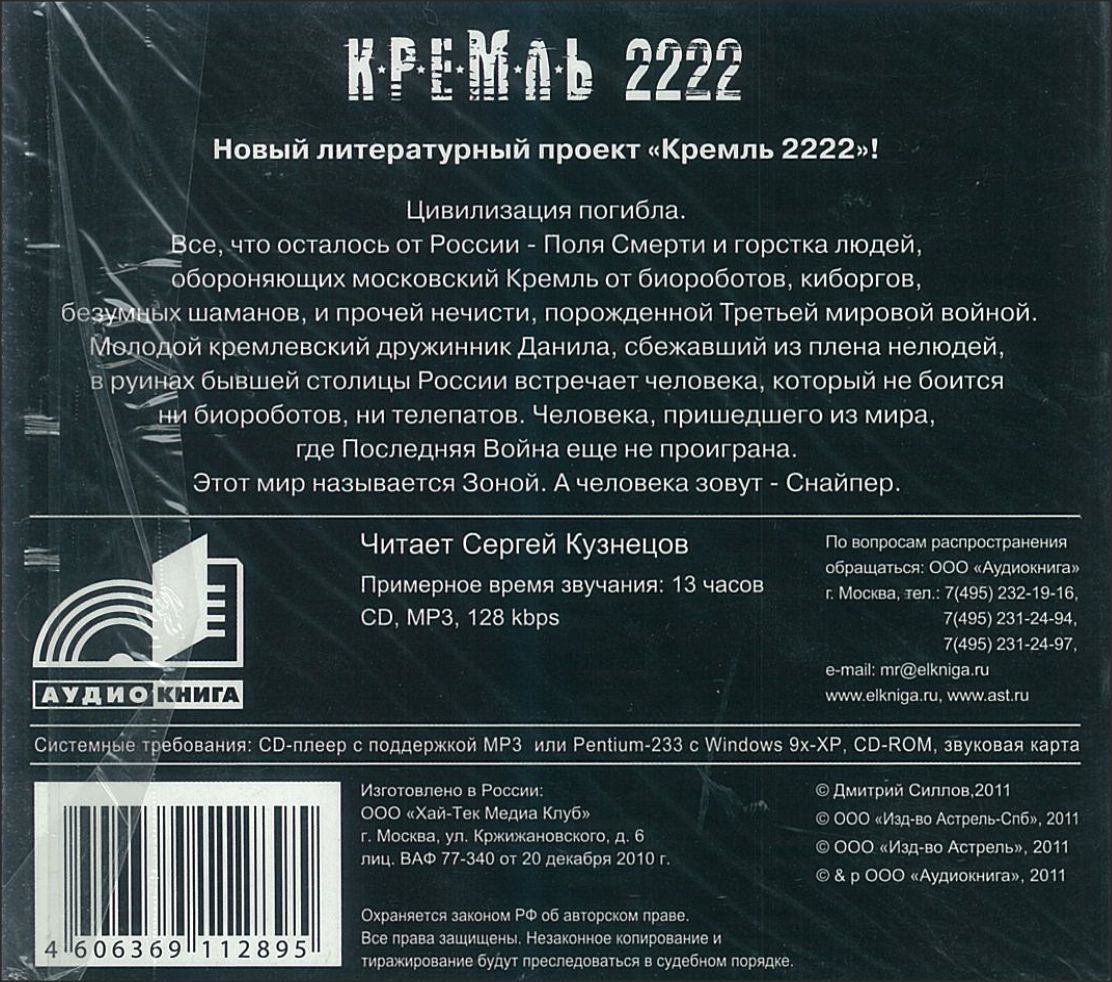 К·Р·Е·М·Л·Ь 2222
Новый литературный проект «Кремль 2222»!
Цивилизация погибла.
Все, что осталось от России - Поля Смерти и горстка людей,
обороняющих московский Кремль от биороботов, киборгов,
безумных шаманов, и прочей нечисти, порожденной Третьей мировой войной.
Молодой кремлевский дружинник Данила, сбежавший из плена нелюдей,
в руинах бывшей столицы России встречает человека, который не боится
ни биороботов, ни телепатов. Человека, пришедшего из мира,
где Последняя Война еще не проиграна.
Этот мир называется Зоной. А человека зовут - Снайпер.
АУДИОКНИГА
Читает Сергей Кузнецов
Примерное время звучания: 13 часов
CD, MP3, 128 kbps
По вопросам распространения
обращаться: ООО «Аудиокнига»
г. Москва, тел.: 7(495) 232-19-16,
7(495) 231-24-94,
7(495) 231-24-97,
e-mail: mr@elkniga.ru
www.elkniga.ru, www.ast.ru
Системные требования: CD-плеер с поддержкой MP3 или Pentium-233 с Windows 9x-XP, CD-ROM, звуковая карта
4 606369 112895
Изготовлено в России:
ООО «Хай-Тек Медиа Клуб»
г. Москва, ул. Кржижановского, д. 6
лиц. ВАФ 77-340 от 20 декабря 2010 г.
Охраняется законом РФ об авторском праве.
Все права защищены. Незаконное копирование и
тиражирование будут преследоваться в судебном порядке.
© Дмитрий Силлов,2011
© ООО «Изд-во Астрель-Спб», 2011
© ООО «Изд-во Астрель», 2011
© & p ООО «Аудиокнига», 2011